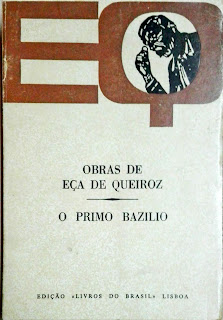 EQ
OBRAS DE
EÇA DE QUEIROZ
O PRIMO BAZILIO
EDIÇÃO «LIVROS DO BRASIL» LISBOA